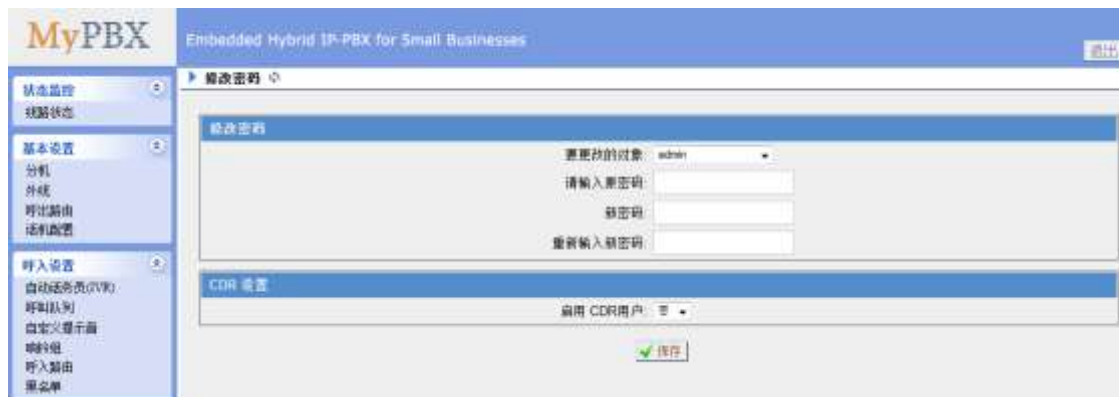 MyPBX
Embedded Hybrid IP-PBX for Small Businesses
退出
状态监控
线路状态
基本设置
分机
外线
呼出路由
话机配置
呼入设置
自动话务员(IVR)
呼叫队列
自定义提示音
响铃组
呼入路由
黑名单
修改密码
修改密码
要更改的对象: admin
请输入原密码:
新密码:
重新输入新密码:
CDR 设置
启用 CDR用户: 否
保存